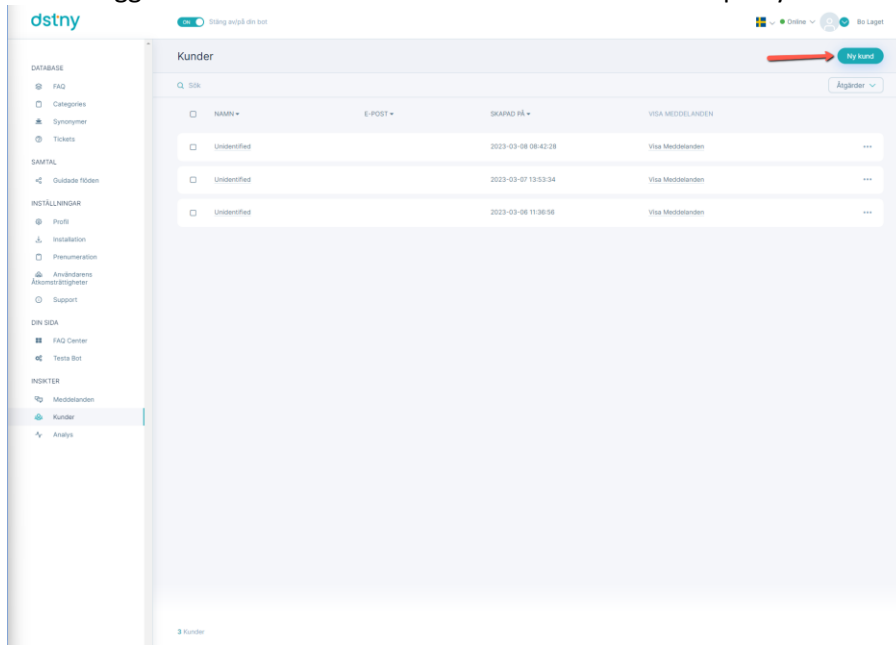 dstny
ON Stäng av/på din bot
Online
Bo Laget
DATABASE
FAQ
Categories
Synonymer
Tickets
SAMTAL
Guidade flöden
INSTÄLLNINGAR
Profil
Installation
Prenumeration
Användarens
Åtkomsträttigheter
Support
DIN SIDA
FAQ Center
Testa Bot
INSIKTER
Meddelanden
Kunder
Analys
Kunder
Ny kund
Sök
Åtgärder
NAMN E-POST SKAPAD PÅ VISA MEDDELANDEN
Unidentified 2023-03-08 08:42:28 Visa Meddelanden
Unidentified 2023-03-07 13:53:34 Visa Meddelanden
Unidentified 2023-03-08 11:36:56 Visa Meddelanden
3 Kunder